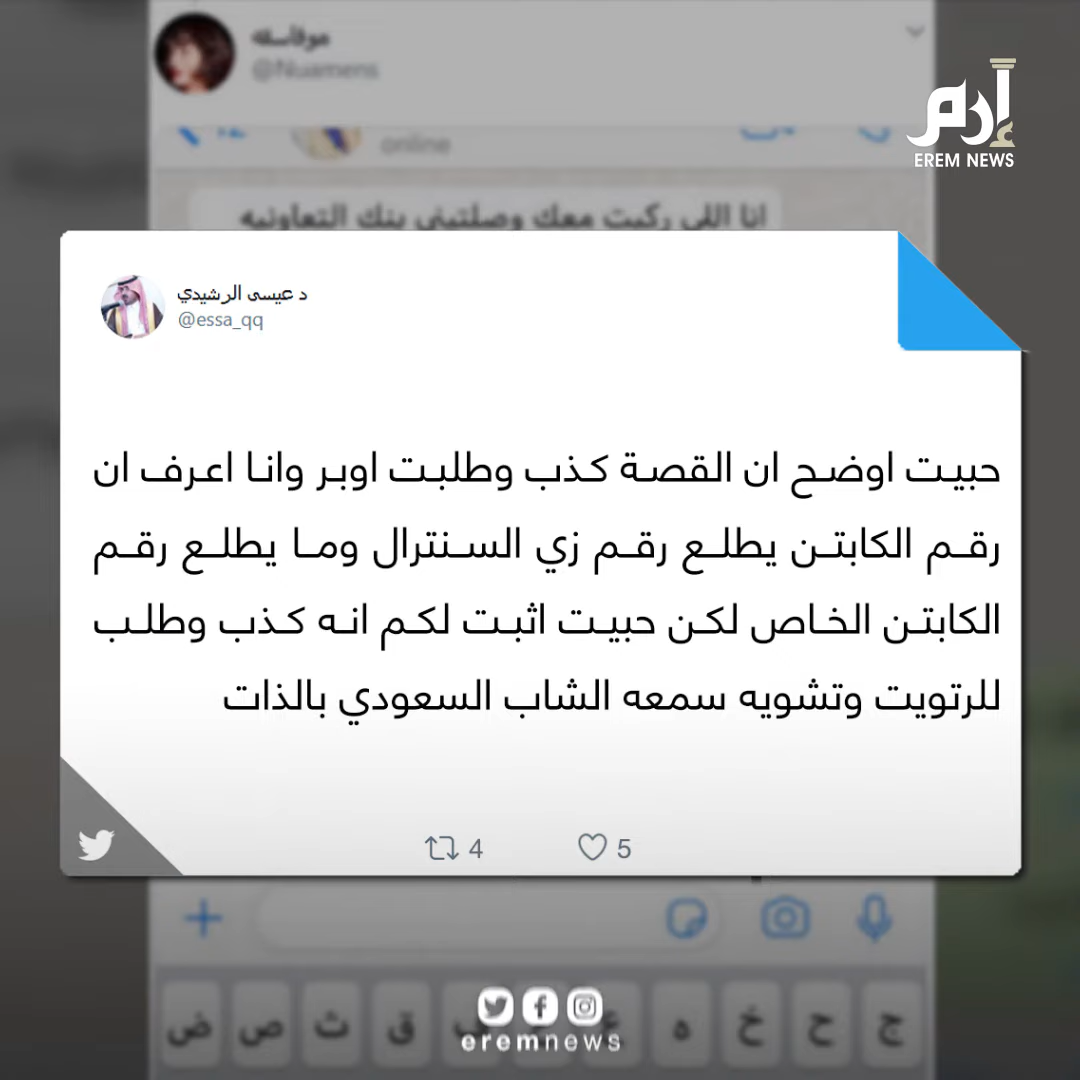 موفاسقه
@Nuamens
إرم
EREM NEWS
online
انا اللي ركبت معك وصلتيني بنك التعاونيه
د عيسى الرشيدي
@essa_qq
حبيت اوضح ان القصة كذب وطلبت اوبر وانا اعرف ان
رقم الكابتن يطلع رقم زي السنترال وما يطلع رقم
الكابتن الخاص لكن حبيت اثبت لكم انه كذب وطلب
للرتويت وتشويه سمعه الشاب السعودي بالذات
4 5
ض ص ث ق ه خ ح ج
eremnews